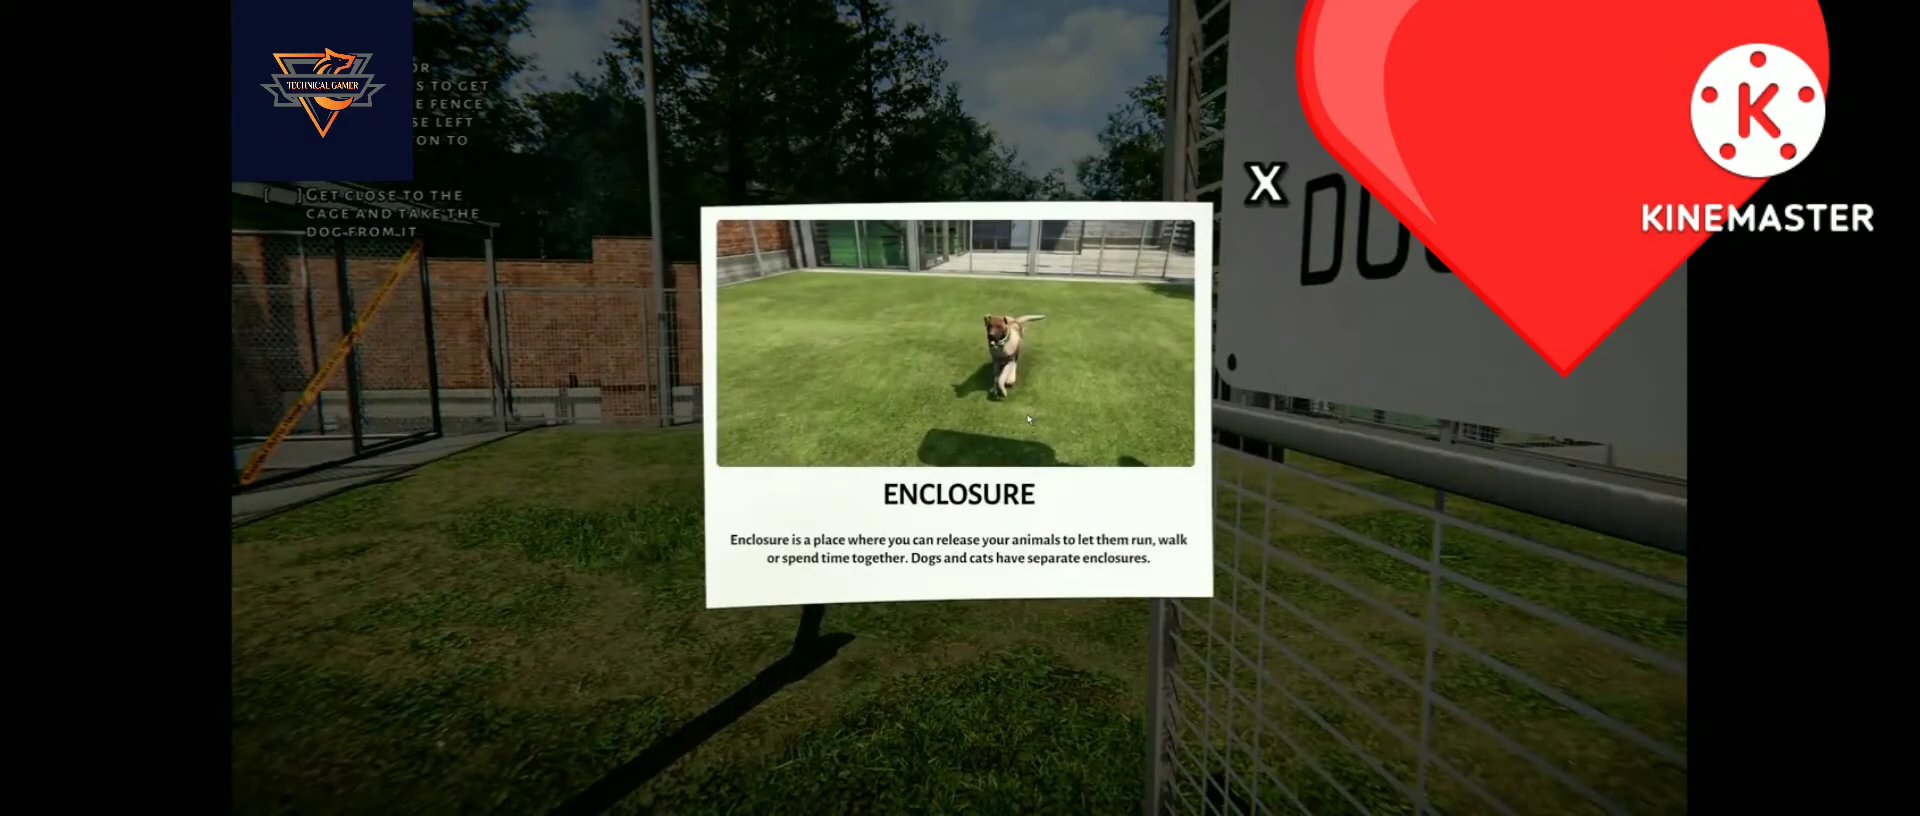 TECHNICAL GAMER
S TO GET
E FENCE
SE LEFT
ON TO
[ ]GET CLOSE TO THE
CAGE AND TAKE THE
DOG FROM IT
X
K
KINEMASTER
ENCLOSURE
Enclosure is a place where you can release your animals to let them run, walk
or spend time together. Dogs and cats have separate enclosures.